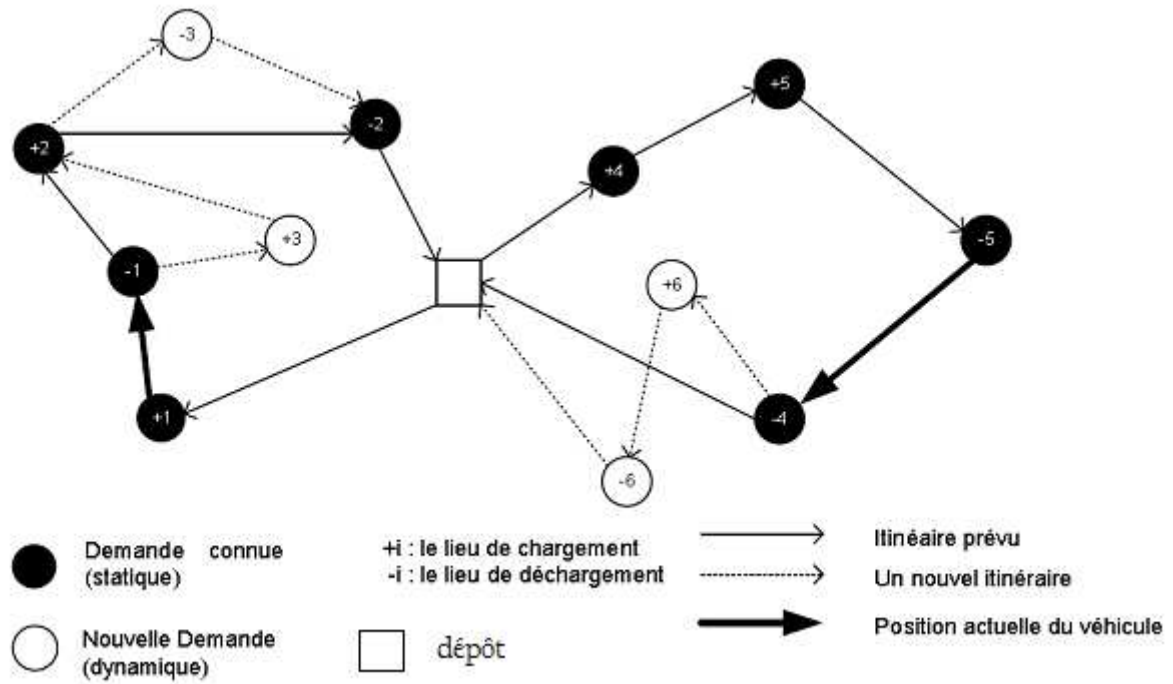 -3
+5
-2
+2
+4
+3
-5
-1
+6
+1
-4
-6
Demande connue
(statique)
+i : le lieu de chargement
-i : le lieu de déchargement
Itinéaire prévu
Un nouvel itinéraire
Nouvelle Demande
(dynamique)
dépôt
Position actuelle du véhicule